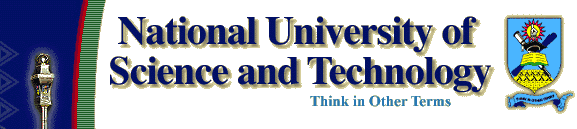 National University of
Science and Technology
Think in Other Terms